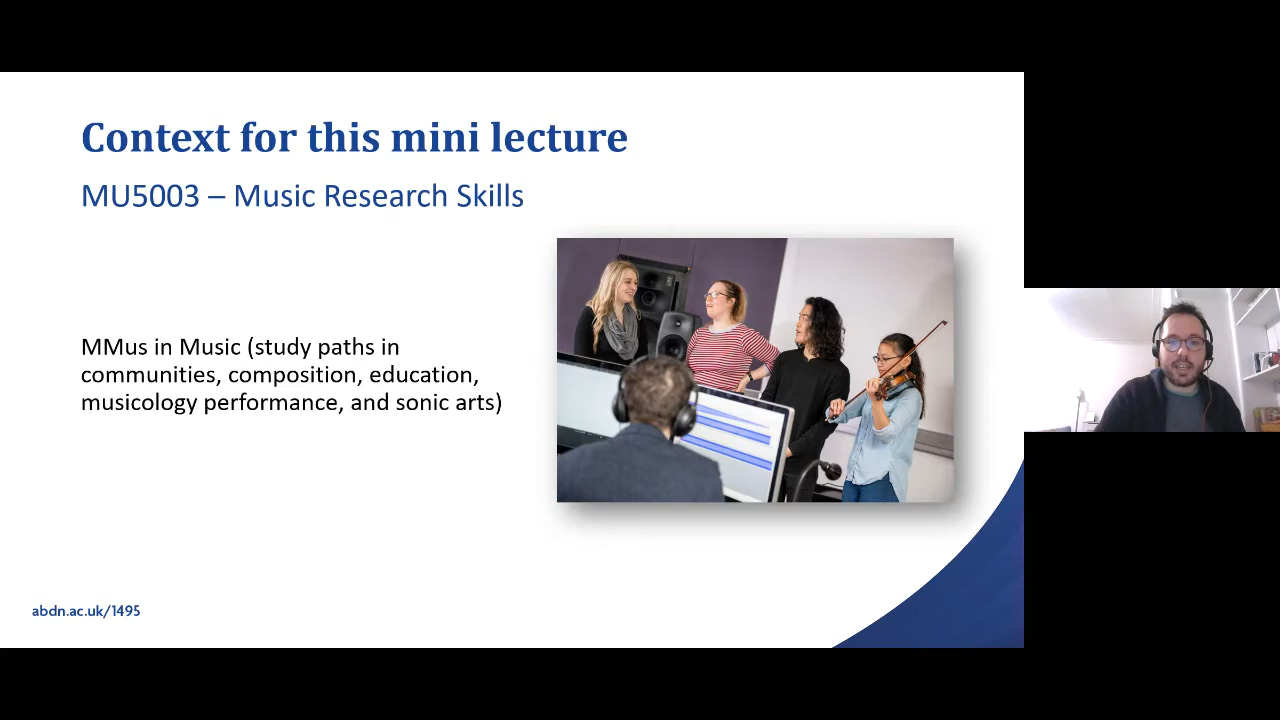 Context for this mini lecture
MU5003 – Music Research Skills
MMus in Music (study paths in
communities, composition, education,
musicology performance, and sonic arts)
abdn.ac.uk/1495